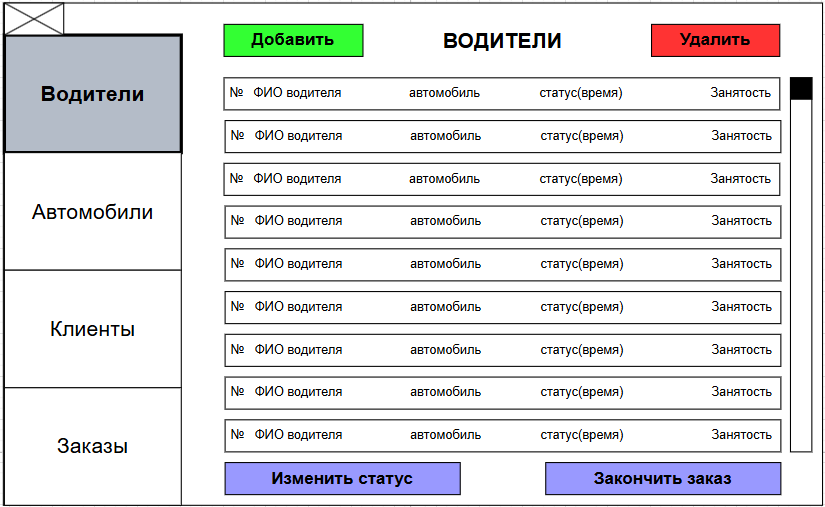 Добавить ВОДИТЕЛИ Удалить
Водители
Автомобили
Клиенты
Заказы
№ ФИО водителя автомобиль статус(время) Занятость
№ ФИО водителя автомобиль статус(время) Занятость
№ ФИО водителя автомобиль статус(время) Занятость
№ ФИО водителя автомобиль статус(время) Занятость
№ ФИО водителя автомобиль статус(время) Занятость
№ ФИО водителя автомобиль статус(время) Занятость
№ ФИО водителя автомобиль статус(время) Занятость
№ ФИО водителя автомобиль статус(время) Занятость
№ ФИО водителя автомобиль статус(время) Занятость
Изменить статус Закончить заказ